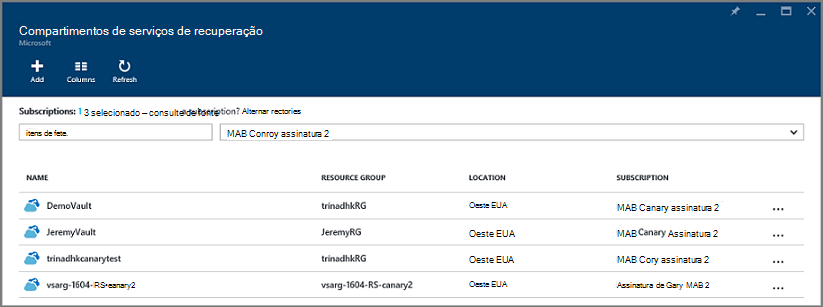 Compartimentos de serviços de recuperação
Microsoft
Add Columns Refresh
Subscriptions: 1 3 selecionado – consulte de fonte subscription? Alternar rectories
itens de fete. MAB Conroy assinatura 2
NAME RESOURCE GROUP LOCATION SUBSCRIPTION
DemoVault trinadhkRG Oeste EUA MAB Canary assinatura 2 ...
JeremyVault JeremyRG Oeste EUA MAB Canary Assinatura 2 ...
trinadhkcanarytest trinadhkRG Oeste EUA MAB Cory assinatura 2 ...
vsarg-1604-RS-canary2 vsarg-1604-RS-canary2 Oeste EUA Assinatura de Gary MAB 2 ...